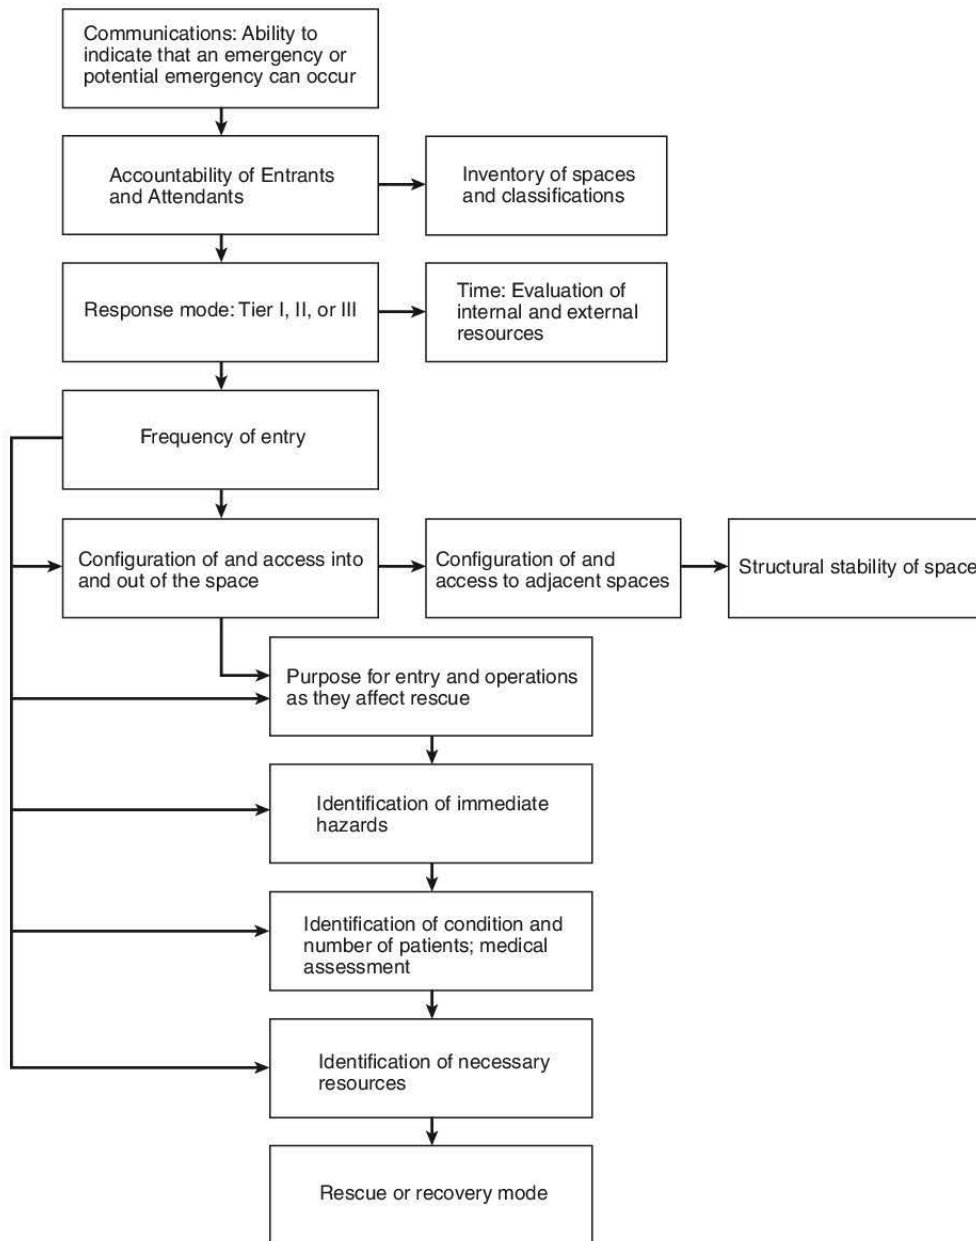 Communications: Ability to
indicate that an emergency or
potential emergency can occur
Accountability of Entrants
and Attendants
Inventory of spaces
and classifications
Response mode: Tier I, II, or III
Time: Evaluation of
internal and external
resources
Frequency of entry
Configuration of and access into
and out of the space
Configuration of and
access to adjacent spaces
Structural stability of space
Purpose for entry and operations
as they affect rescue
Identification of immediate
hazards
Identification of condition and
number of patients; medical
assessment
Identification of necessary
resources
Rescue or recovery mode